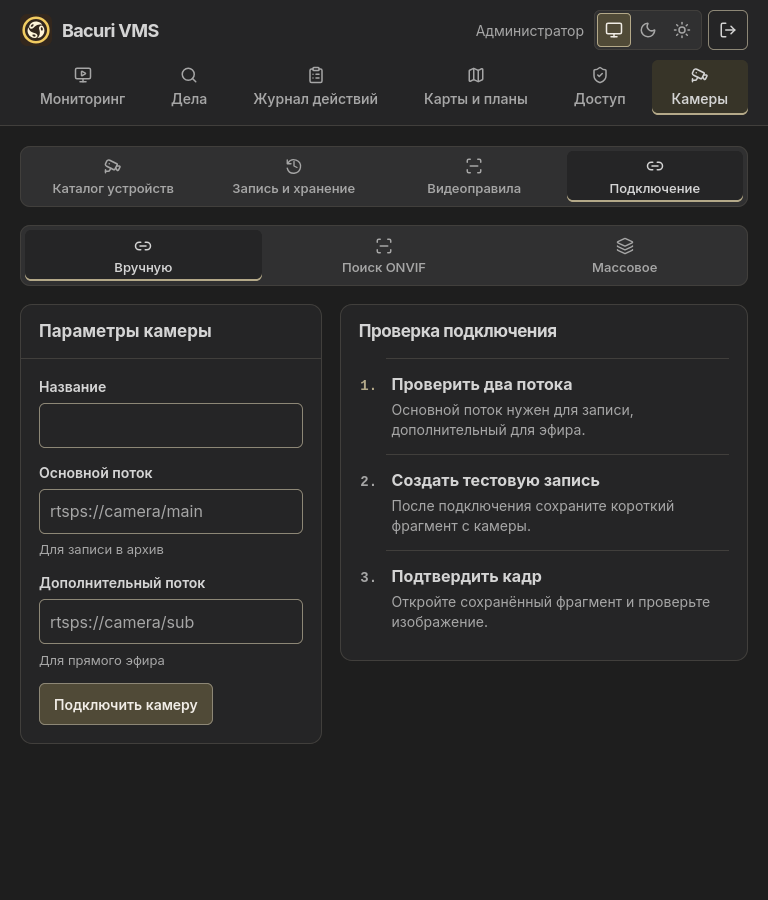 Bacuri VMS
Администратор
Мониторинг
Дела
Журнал действий
Карты и планы
Доступ
Камеры
Каталог устройств
Запись и хранение
Видеоправила
Подключение
Вручную
Поиск ONVIF
Массовое
Параметры камеры
Название
Основной поток
rtsps://camera/main
Для записи в архив
Дополнительный поток
rtsps://camera/sub
Для прямого эфира
Подключить камеру
Проверка подключения
1. Проверить два потока
Основной поток нужен для записи,
дополнительный для эфира.
2. Создать тестовую запись
После подключения сохраните короткий
фрагмент с камеры.
3. Подтвердить кадр
Откройте сохранённый фрагмент и проверьте
изображение.